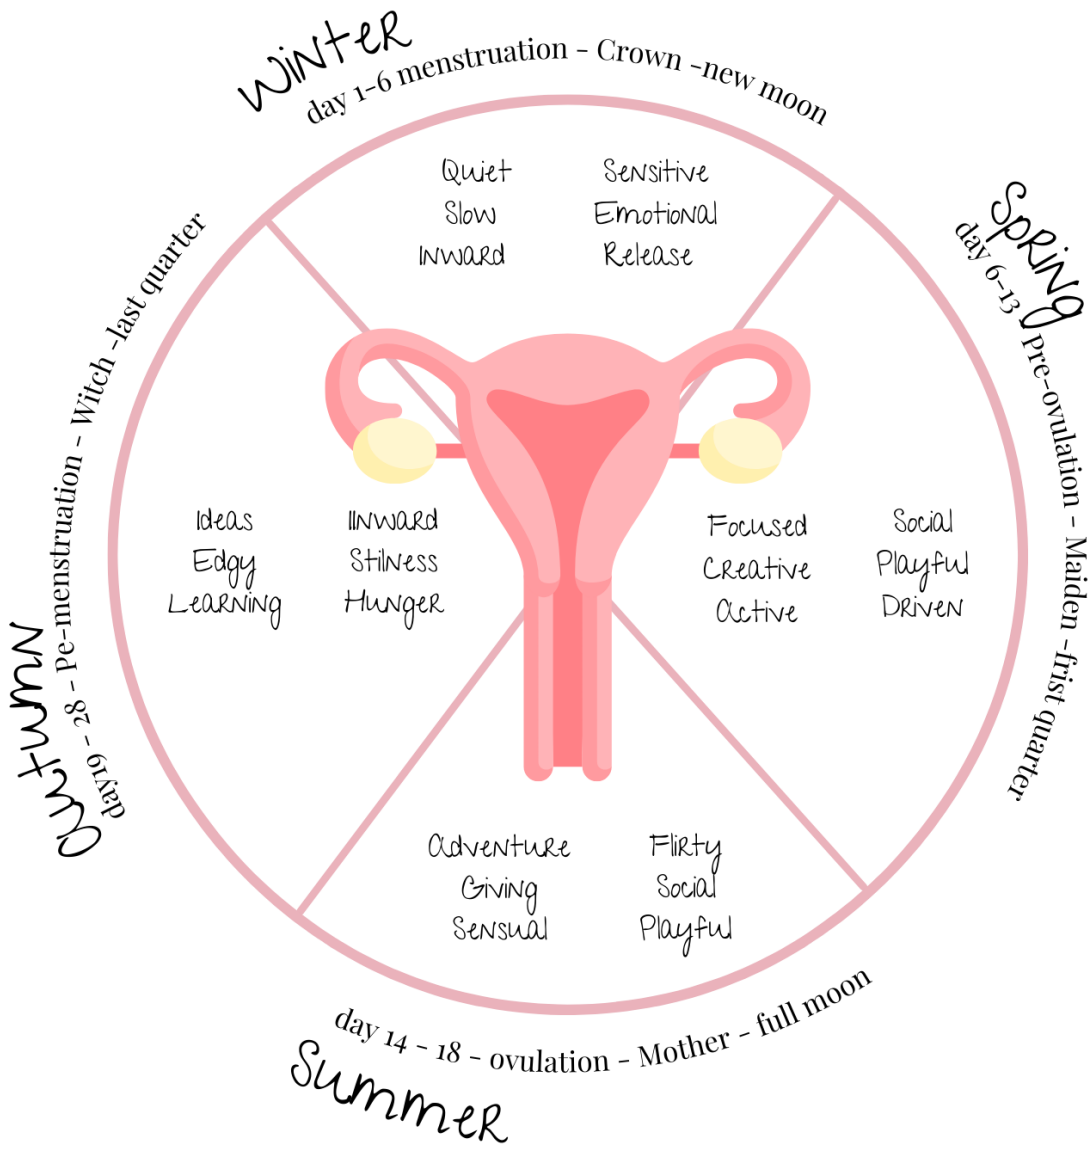 Winter
day 1-6 menstruation - Crown -new moon
Quiet
Slow
Inward
Sensitive
Emotional
Release
Spring
day 6-13 - Pre-ovulation - Maiden -frist quarter
Focused
Creative
Active
Social
Playful
Driven
Summer
day 14 - 18 - ovulation - Mother - full moon
Adventure
Giving
Sensual
Flirty
Social
Playful
Autumn
day19 - 28 - Pe-menstruation - Witch -last quarter
Ideas
Edgy
Learning
IInward
Stilness
Hunger